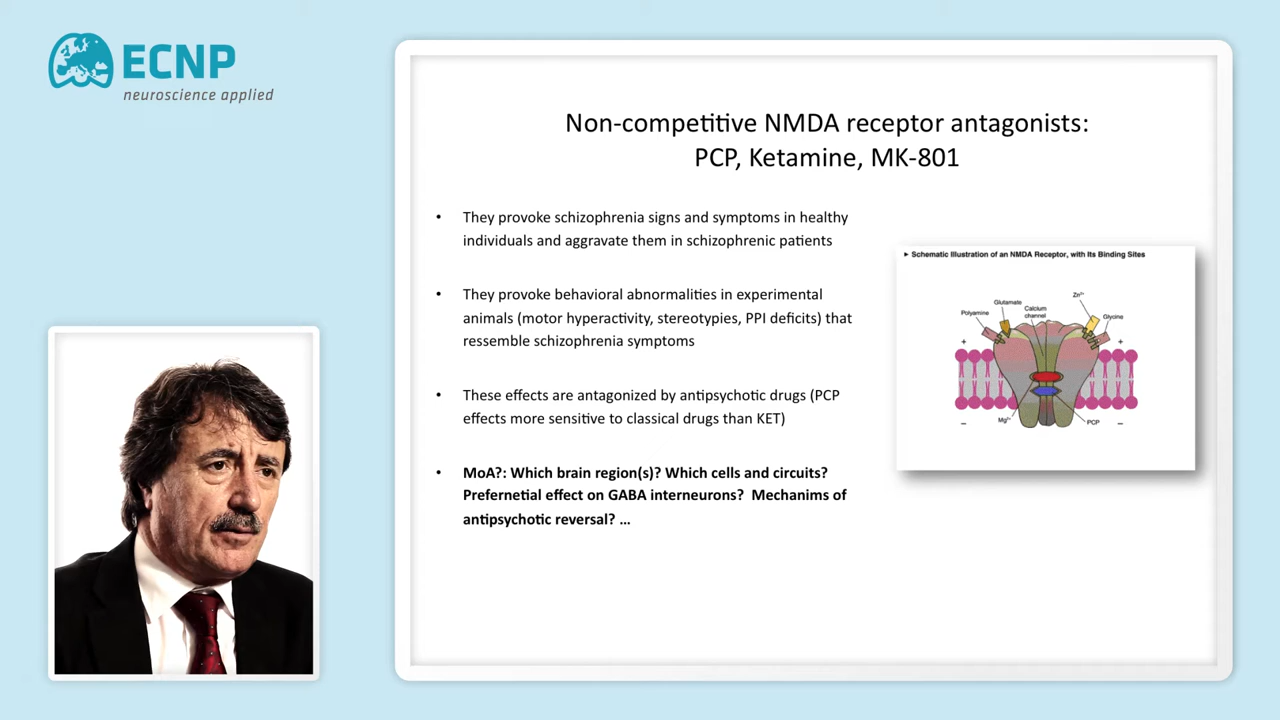 ECNP
neuroscience applied
Non-competitive NMDA receptor antagonists:
PCP, Ketamine, MK-801
• They provoke schizophrenia signs and symptoms in healthy
individuals and aggravate them in schizophrenic patients
• They provoke behavioral abnormalities in experimental
animals (motor hyperactivity, stereotypies, PPI deficits) that
ressemble schizophrenia symptoms
• These effects are antagonized by antipsychotic drugs (PCP
effects more sensitive to classical drugs than KET)
• MoA?: Which brain region(s)? Which cells and circuits?
Prefernetial effect on GABA interneurons? Mechanims of
antipsychotic reversal? ...
► Schematic Illustration of an NMDA Receptor, with Its Binding Sites
Zn²⁺
Glutamate
Calcium
channel
Polyamine
Glycine
+
+
Mg²⁺
PCP
–
–